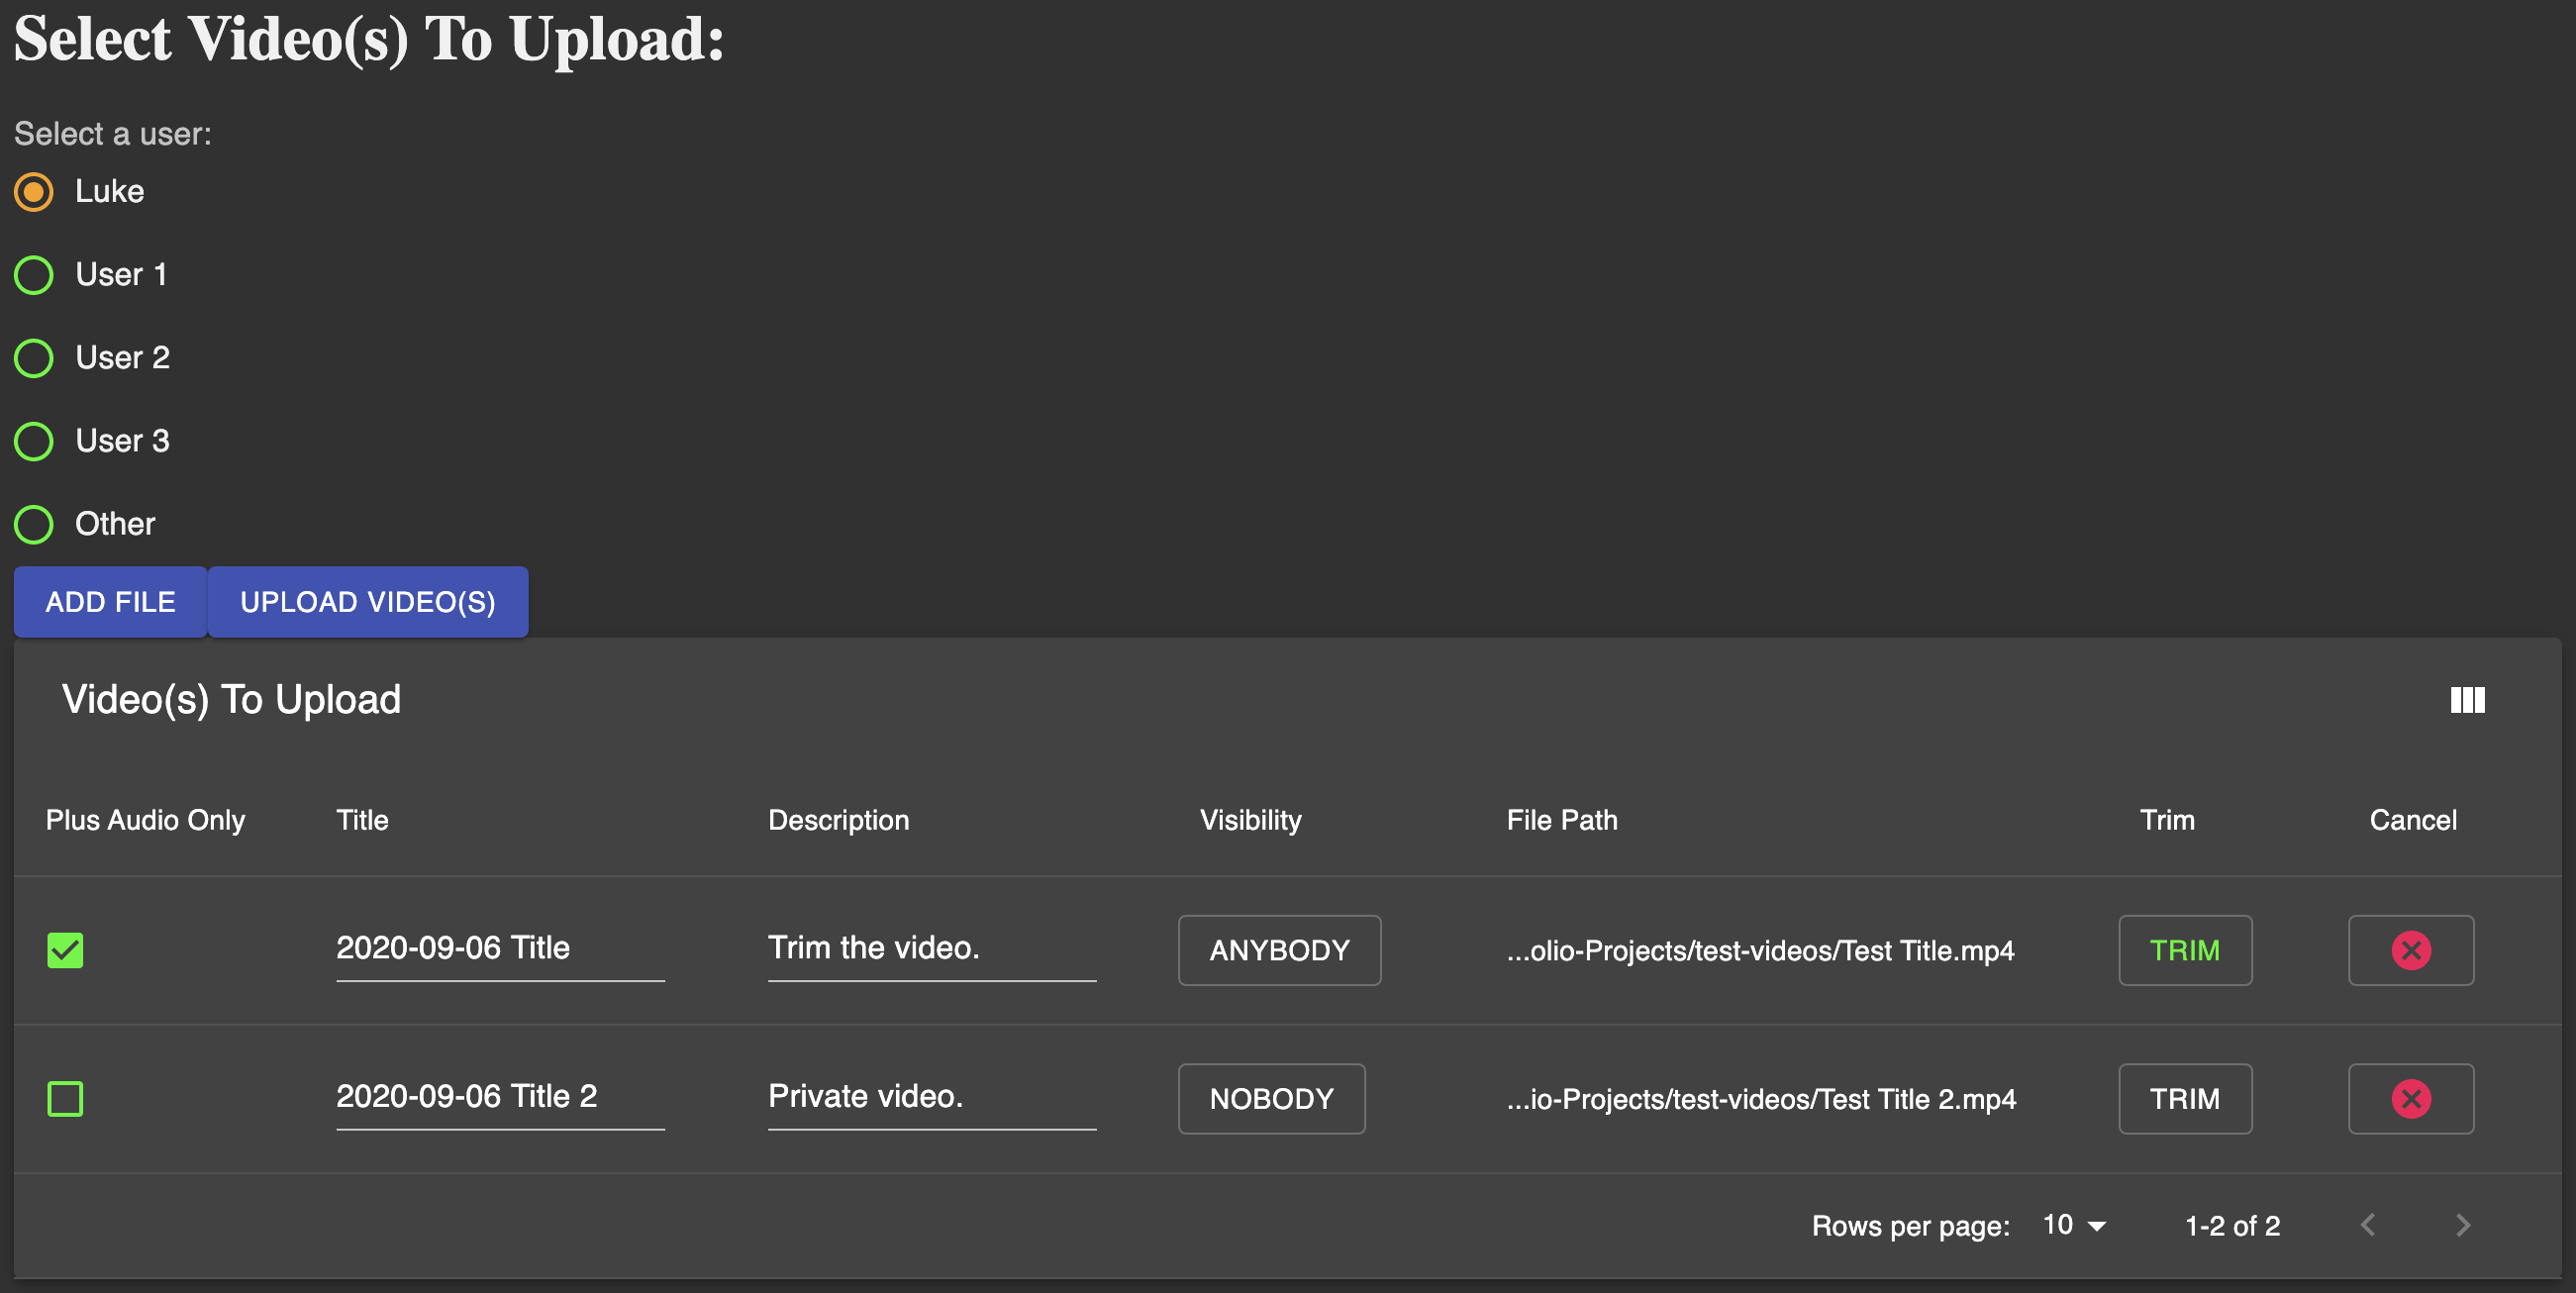 Select Video(s) To Upload:
Select a user:
Luke
User 1
User 2
User 3
Other
ADD FILE UPLOAD VIDEO(S)
Video(s) To Upload
Plus Audio Only Title Description Visibility File Path Trim Cancel
2020-09-06 Title Trim the video. ANYBODY ...olio-Projects/test-videos/Test Title.mp4 TRIM
2020-09-06 Title 2 Private video. NOBODY ...io-Projects/test-videos/Test Title 2.mp4 TRIM
Rows per page: 10 1-2 of 2